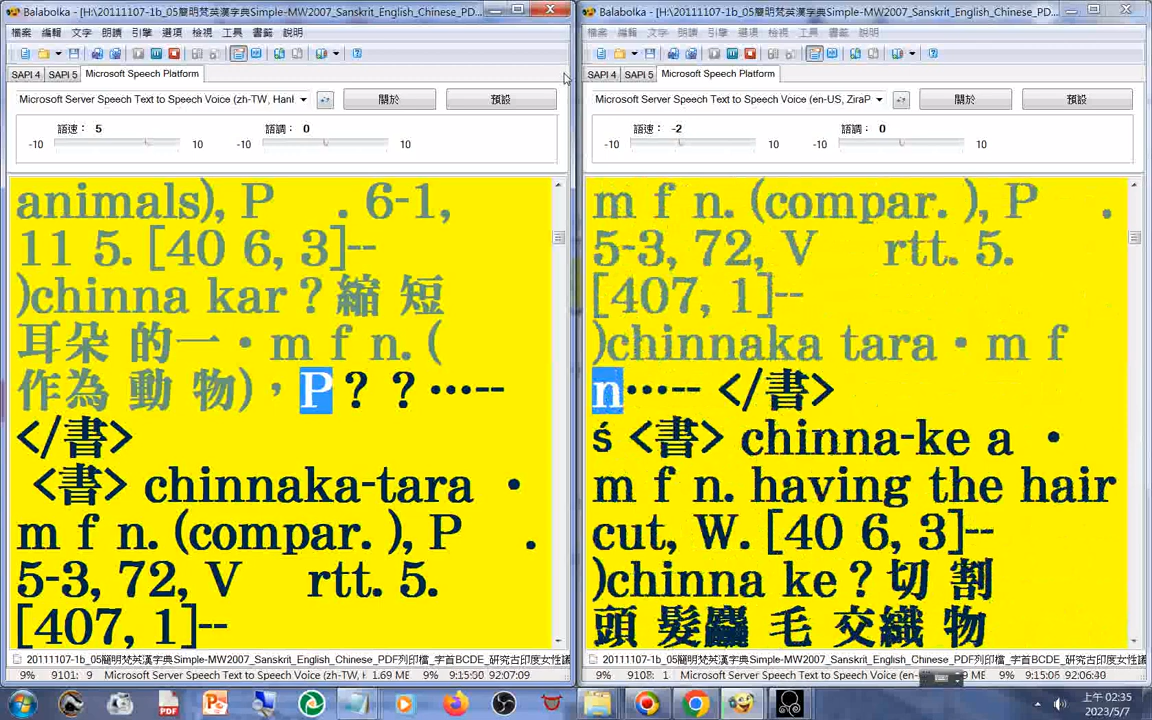 Balabolka - [H:\20111107-1b_05簡明梵英漢字典Simple-MW2007_Sanskrit_English_Chinese_PD...
檔案 編輯 文字 朗讀 引擎 選項 檢視 工具 書籤 說明
SAPI 4 SAPI 5 Microsoft Speech Platform
Microsoft Server Speech Text to Speech Voice (zh-TW, HanI
關於 預設
語速： 5 語調： 0
-10 10 -10 10
animals), P . 6-1,
11 5. [40 6, 3]--
)chinna kar？縮 短
耳朵 的一・m f n. (
作為 動 物)，P？？…--
</書>
<書> chinnaka-tara ・
m f n. (compar. ), P .
5-3, 72, V rtt. 5.
[407, 1]--
20111107-1b_05簡明梵英漢字典Simple-MW2007_Sanskrit_English_Chinese_PDF列印檔_字首BCDE_研究古印度女性議
9% 9101: 9 Microsoft Server Speech Text to Speech Voice (zh-TW, 1.69 MB 9% 9:15:50 92:07:09
Balabolka - [H:\20111107-1b_05簡明梵英漢字典Simple-MW2007_Sanskrit_English_Chinese_PD...
檔案 編輯 文字 朗讀 引擎 選項 檢視 工具 書籤 說明
SAPI 4 SAPI 5 Microsoft Speech Platform
Microsoft Server Speech Text to Speech Voice (en-US, ZiraP
關於 預設
語速： -2 語調： 0
-10 10 -10 10
m f n. (compar. ), P .
5-3, 72, V rtt. 5.
[407, 1]--
)chinnaka tara・m f
n…-- </書>
ś <書> chinna-ke a ・
m f n. having the hair
cut, W. [40 6, 3]--
)chinna ke？切 割
頭 髮麤 毛 交織 物
20111107-1b_05簡明梵英漢字典Simple-MW2007_Sanskrit_English_Chinese_PDF列印檔_字首BCDE_研究古印度女性議
9% 9108: 1 Microsoft Server Speech Text to Speech Voice (en-US, 9% 9:15:05 92:06:40
上午 02:35
2023/5/7